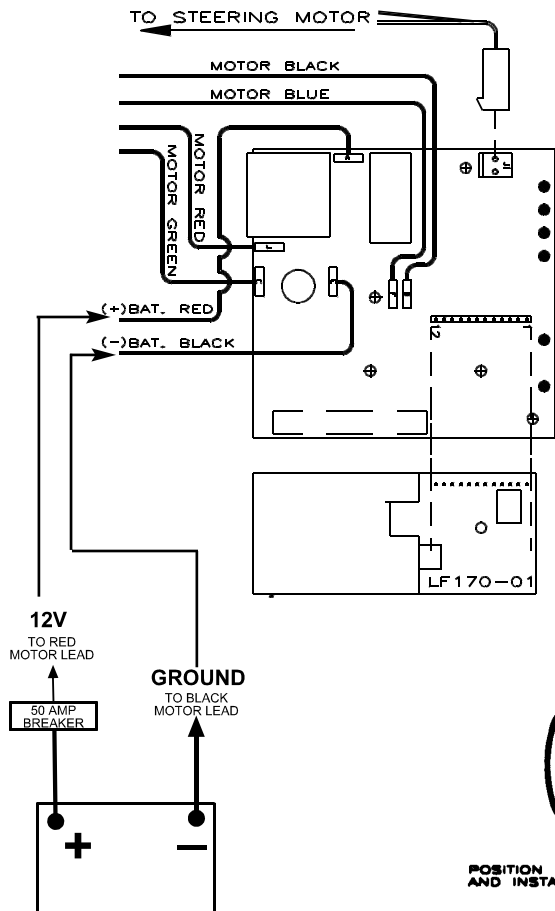 TO STEERING MOTOR
MOTOR BLACK
MOTOR BLUE
MOTOR RED
MOTOR GREEN
J1
(+)BAT. RED
(-)BAT. BLACK
12
1
LF170-01
12V
TO RED
MOTOR LEAD
GROUND
TO BLACK
MOTOR LEAD
50 AMP
BREAKER
+
-
POSITION
AND INSTA